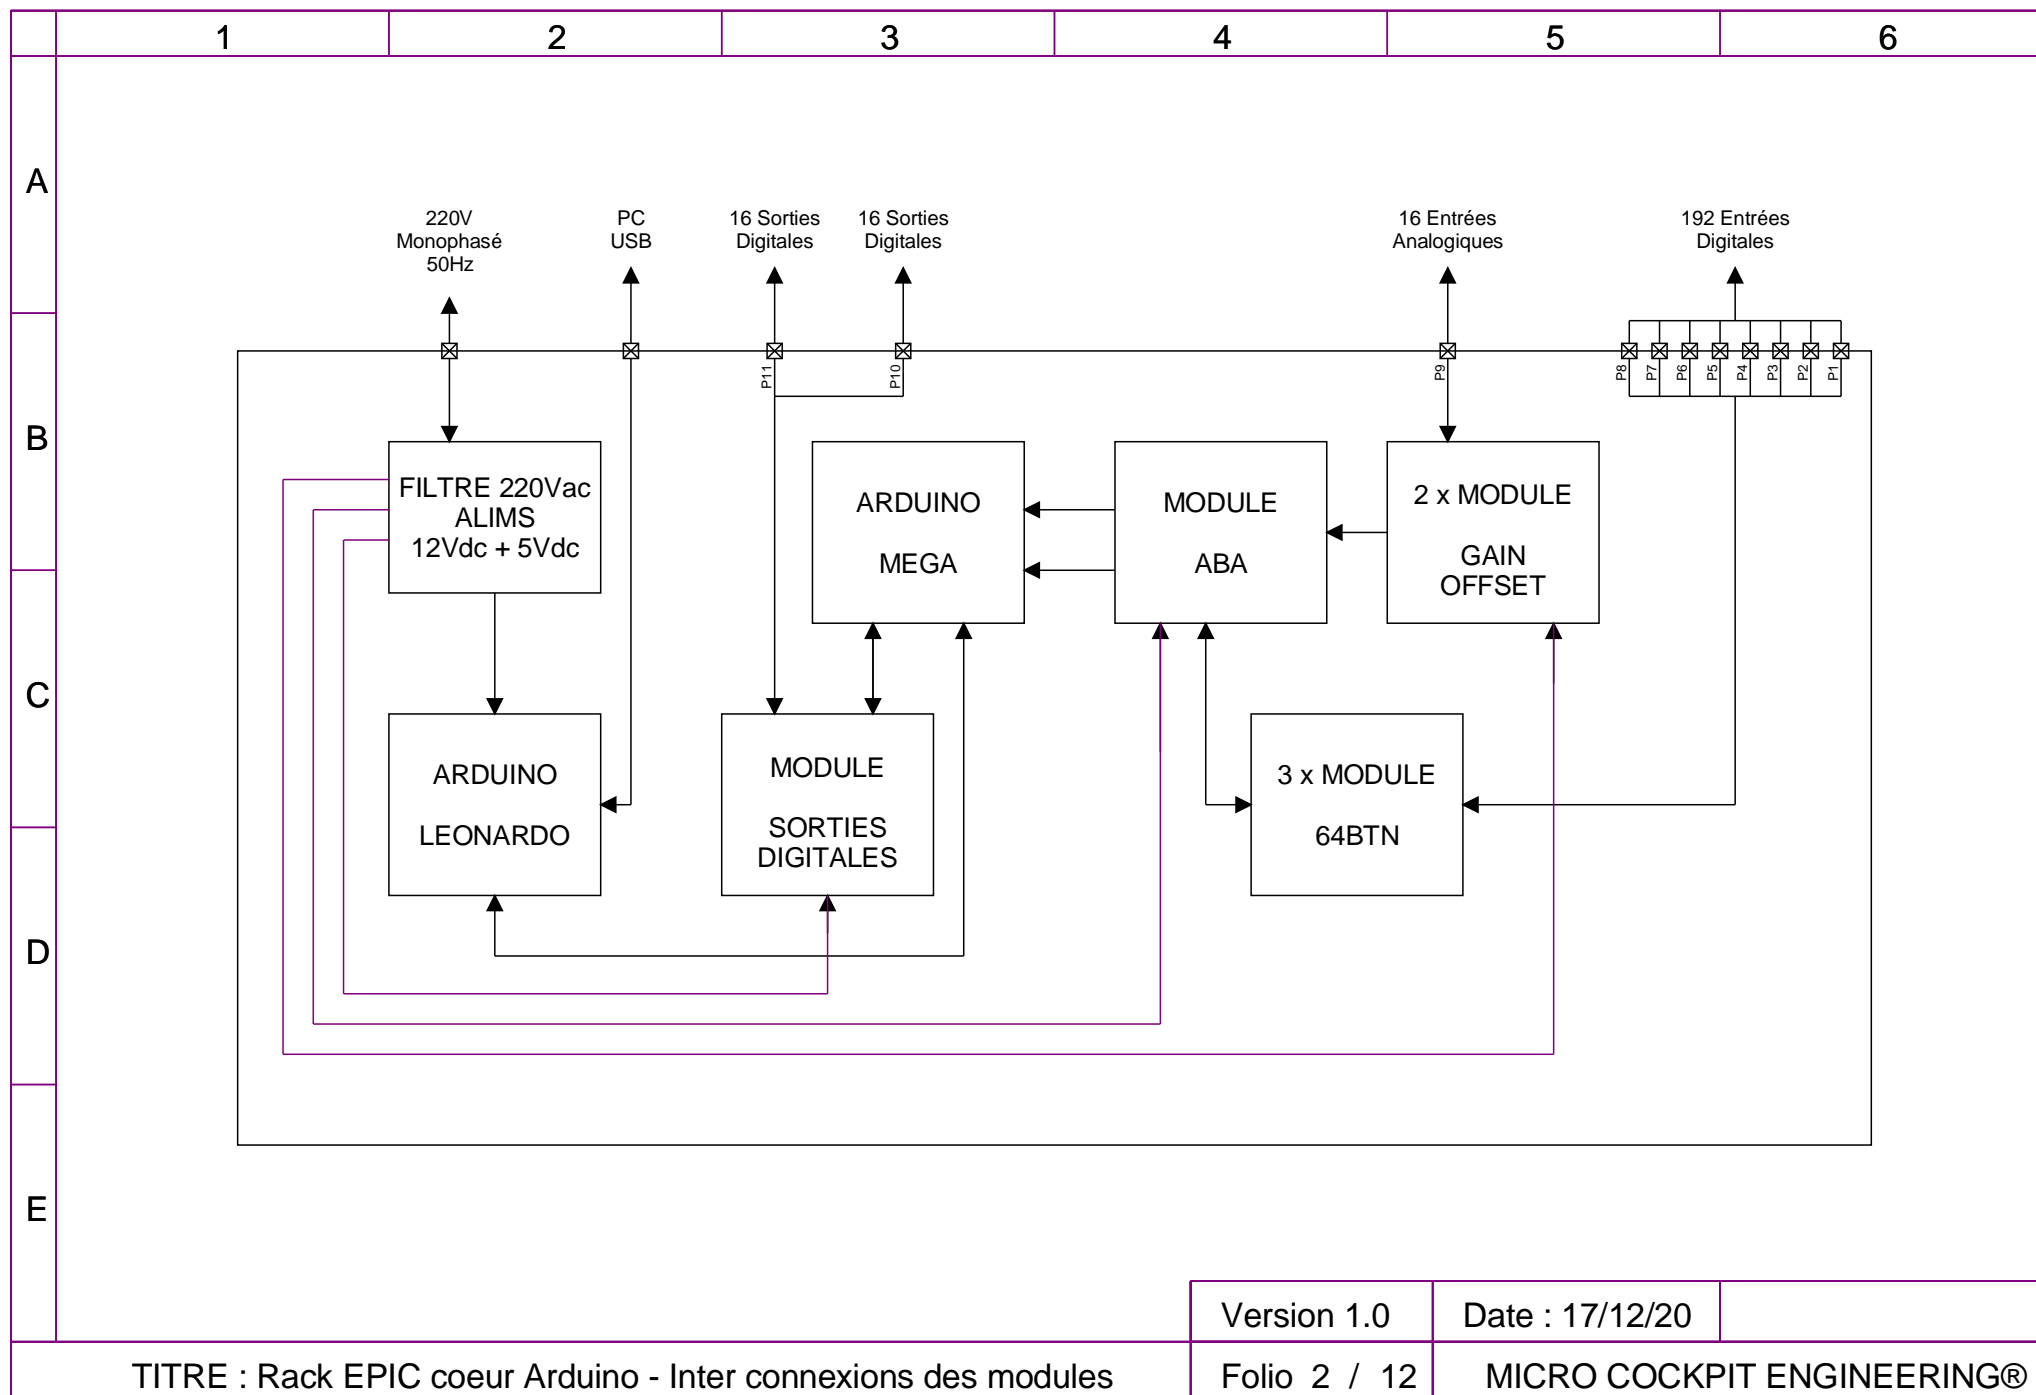 1 2 3 4 5 6
A
220V
Monophasé
50Hz
PC
USB
16 Sorties
Digitales
16 Sorties
Digitales
16 Entrées
Analogiques
192 Entrées
Digitales
P11
P10
P9
P8
P7
P6
P5
P4
P3
P2
P1
B
FILTRE 220Vac
ALIMS
12Vdc + 5Vdc
ARDUINO
MEGA
MODULE
ABA
2 x MODULE
GAIN
OFFSET
C
ARDUINO
LEONARDO
MODULE
SORTIES
DIGITALES
3 x MODULE
64BTN
D
E
Version 1.0
Date : 17/12/20
TITRE : Rack EPIC coeur Arduino - Inter connexions des modules
Folio 2 / 12
MICRO COCKPIT ENGINEERING®